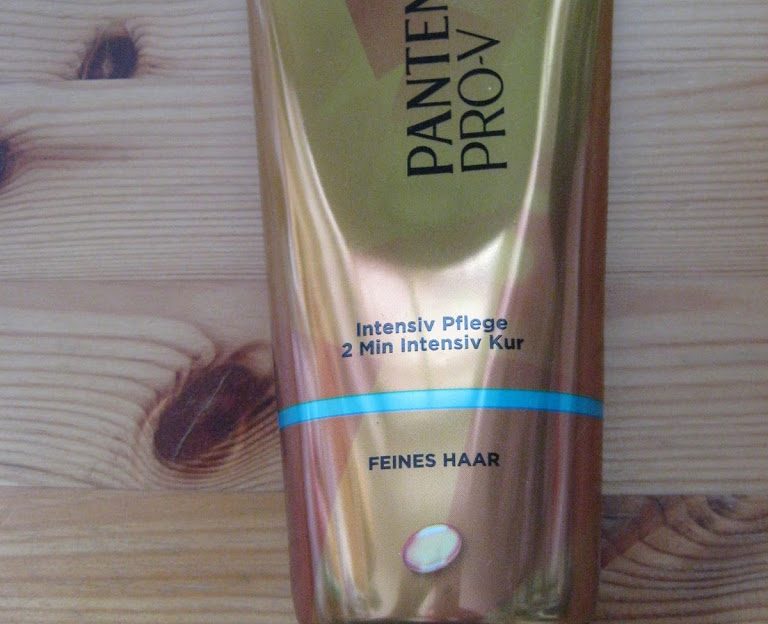 PANTEN
PRO-V
Intensiv Pflege
2 Min Intensiv Kur
FEINES HAAR